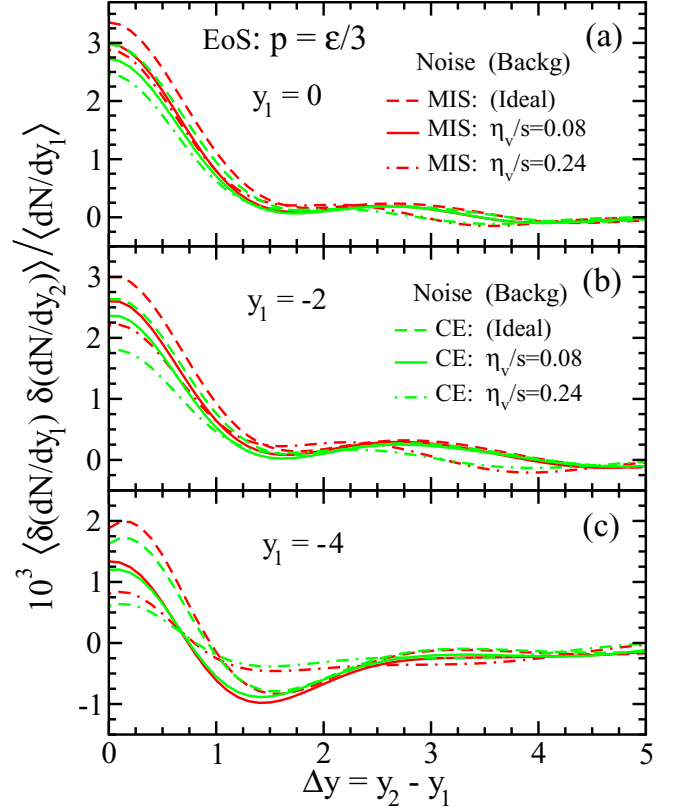 10³ ⟨δ(dN/dy₁) δ(dN/dy₂)⟩/⟨dN/dy₁⟩
3
2
1
0
EoS: p = ε/3
(a)
y₁ = 0
Noise (Backg)
MIS: (Ideal)
MIS: ηᵥ/s=0.08
MIS: ηᵥ/s=0.24
3
2
1
0
(b)
y₁ = -2
Noise (Backg)
CE: (Ideal)
CE: ηᵥ/s=0.08
CE: ηᵥ/s=0.24
2
1
0
-1
(c)
y₁ = -4
0 1 2 3 4 5
Δy = y₂ - y₁